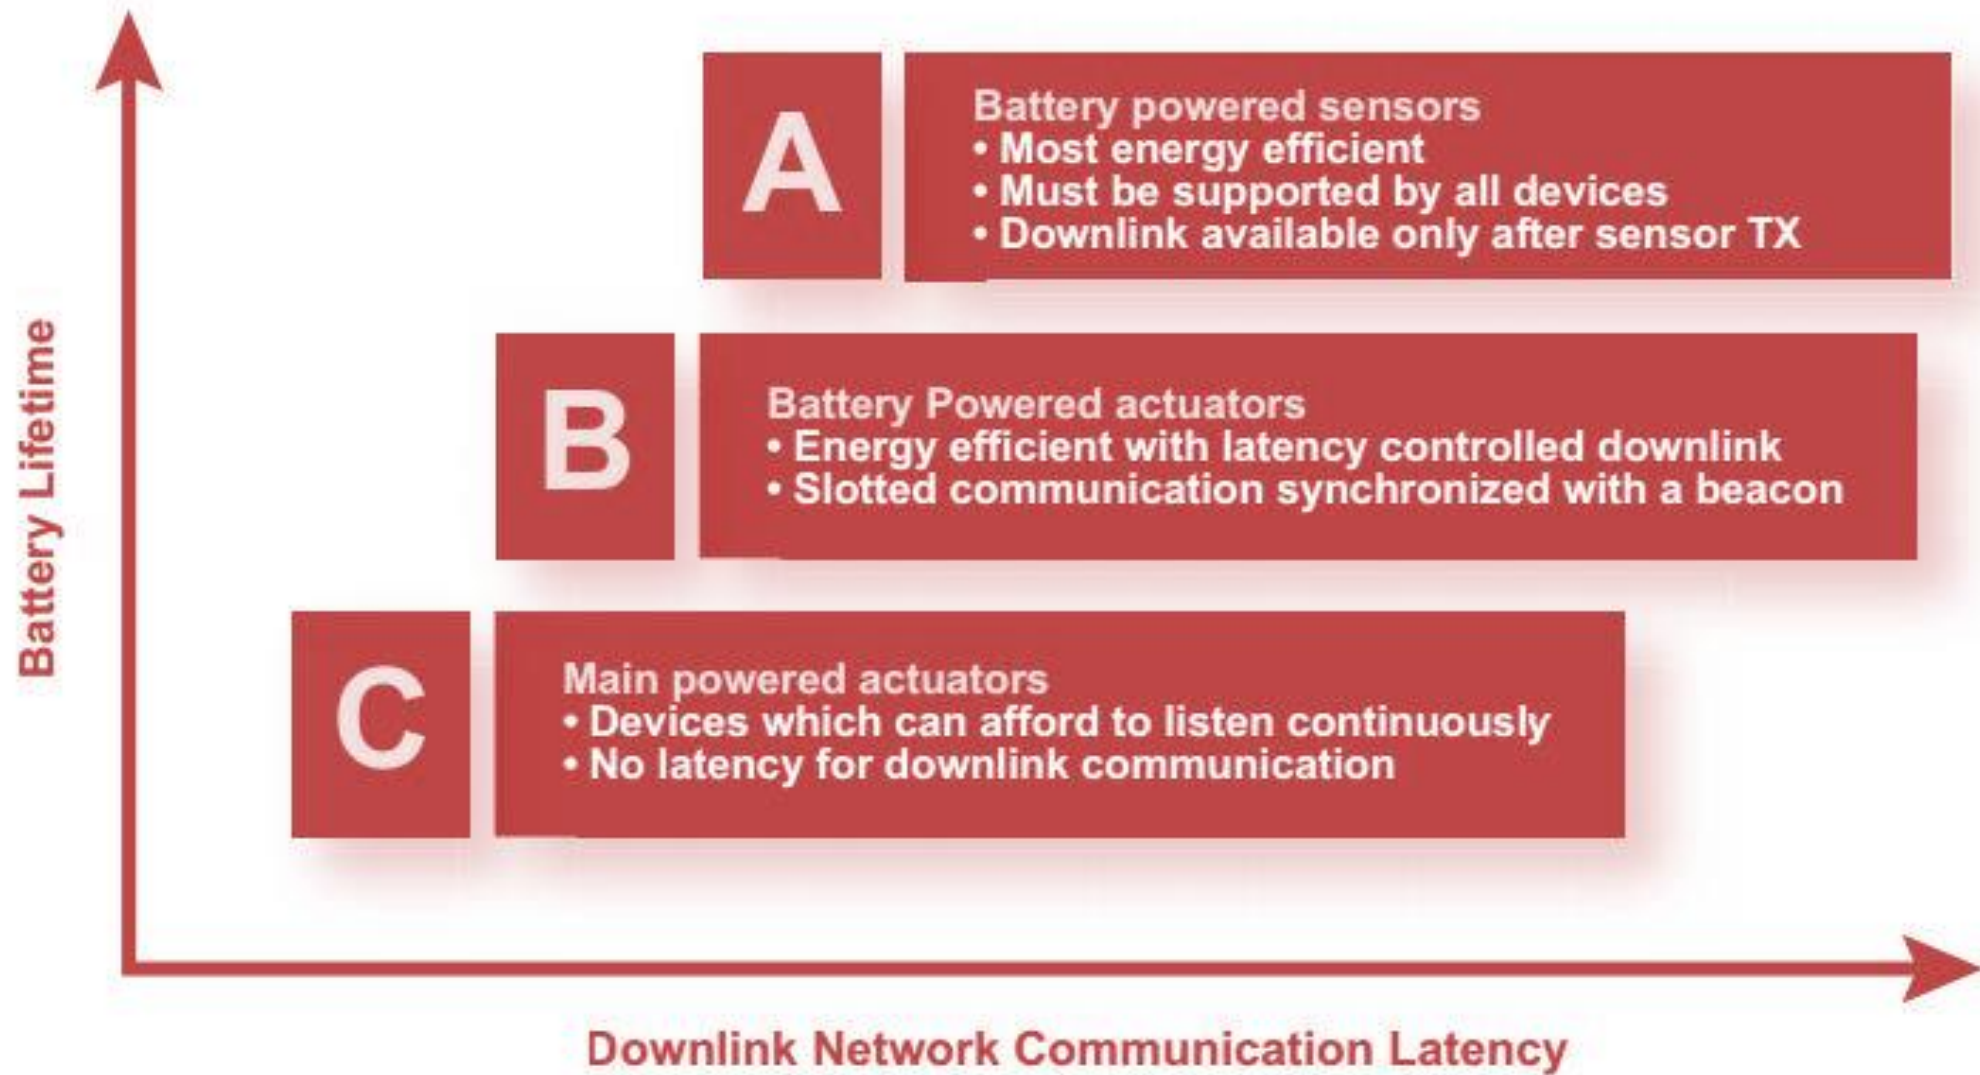 A
Battery powered sensors
• Most energy efficient
• Must be supported by all devices
• Downlink available only after sensor TX
B
Battery Powered actuators
• Energy efficient with latency controlled downlink
• Slotted communication synchronized with a beacon
C
Main powered actuators
• Devices which can afford to listen continuously
• No latency for downlink communication
Battery Lifetime
Downlink Network Communication Latency